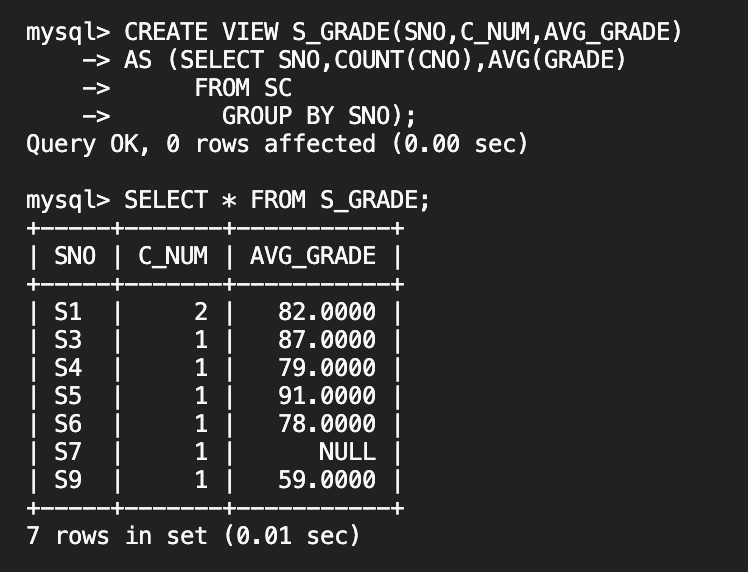 mysql> CREATE VIEW S_GRADE(SNO,C_NUM,AVG_GRADE)
    -> AS (SELECT SNO,COUNT(CNO),AVG(GRADE)
    ->      FROM SC
    ->        GROUP BY SNO);
Query OK, 0 rows affected (0.00 sec)

mysql> SELECT * FROM S_GRADE;
+-----+-------+-----------+
| SNO | C_NUM | AVG_GRADE |
+-----+-------+-----------+
| S1  |     2 |   82.0000 |
| S3  |     1 |   87.0000 |
| S4  |     1 |   79.0000 |
| S5  |     1 |   91.0000 |
| S6  |     1 |   78.0000 |
| S7  |     1 |      NULL |
| S9  |     1 |   59.0000 |
+-----+-------+-----------+
7 rows in set (0.01 sec)